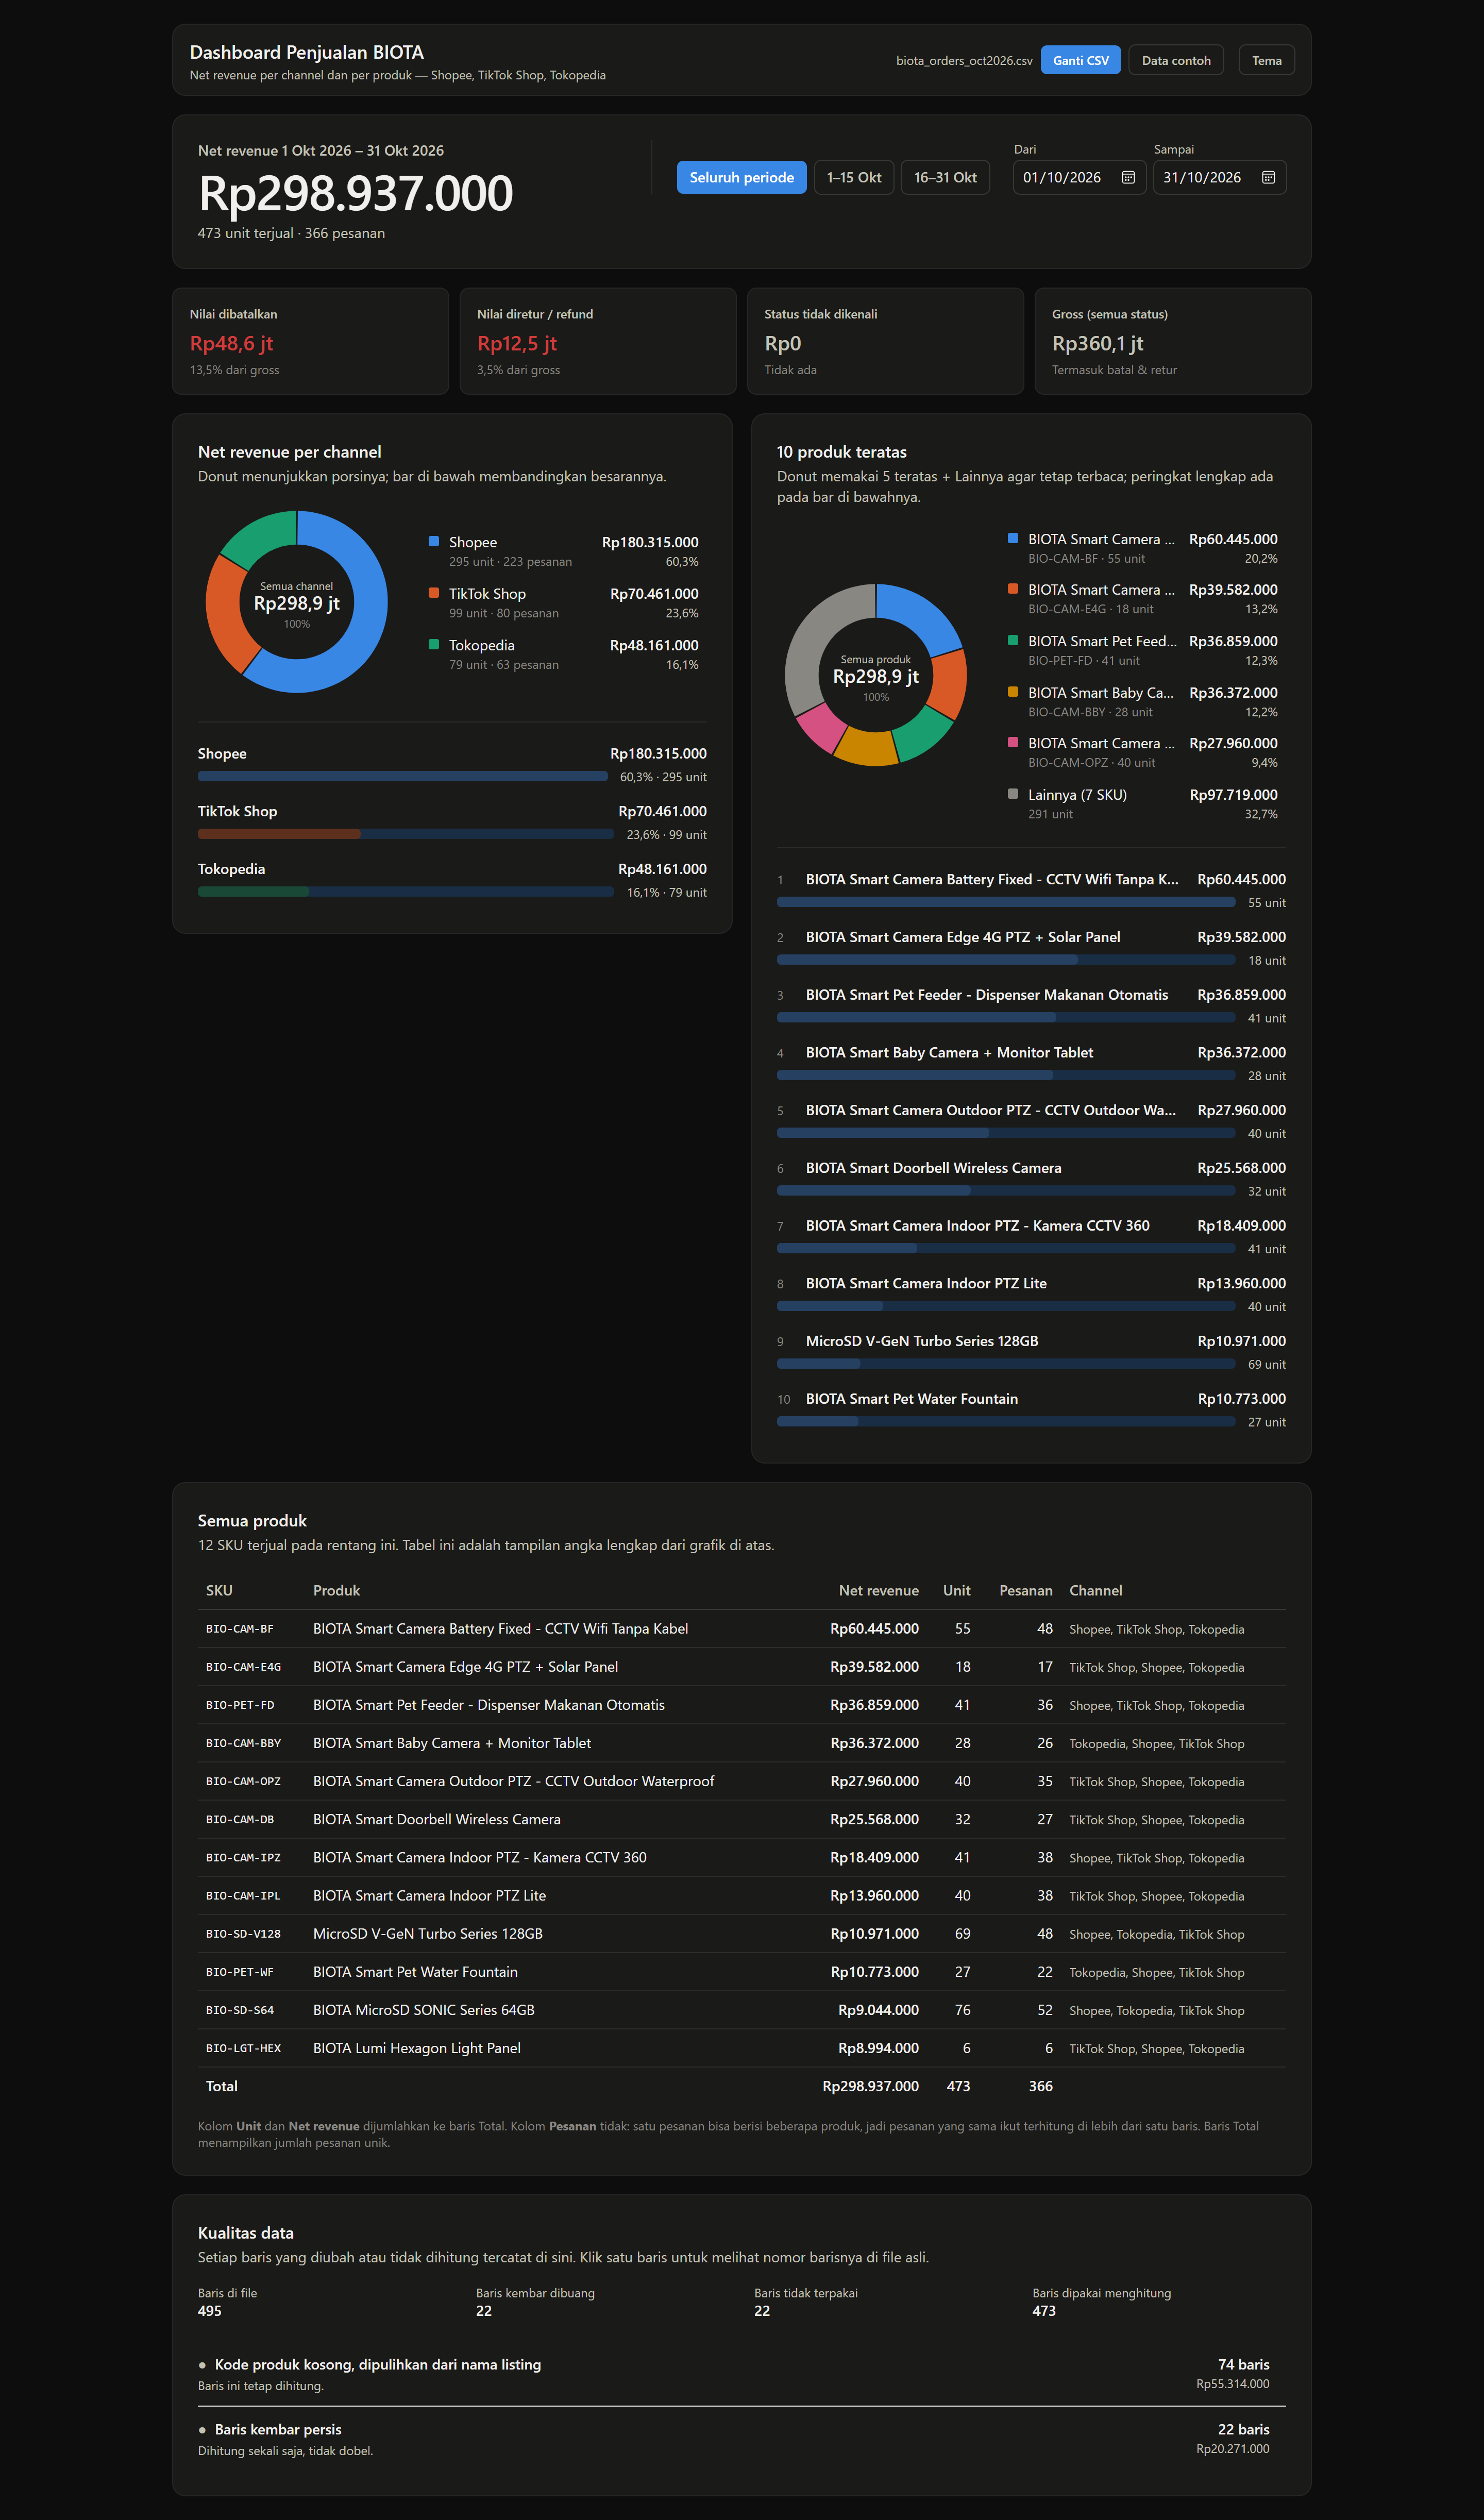 Dashboard Penjualan BIOTA
Net revenue per channel dan per produk — Shopee, TikTok Shop, Tokopedia
biota_orders_oct2026.csv
Ganti CSV
Data contoh
Tema
Net revenue 1 Okt 2026 – 31 Okt 2026
Rp298.937.000
473 unit terjual · 366 pesanan
Seluruh periode
1–15 Okt
16–31 Okt
Dari
01/10/2026
Sampai
31/10/2026
Nilai dibatalkan
Rp48,6 jt
13,5% dari gross
Nilai diretur / refund
Rp12,5 jt
3,5% dari gross
Status tidak dikenali
Rp0
Tidak ada
Gross (semua status)
Rp360,1 jt
Termasuk batal & retur
Net revenue per channel
Donut menunjukkan porsinya; bar di bawah membandingkan besarannya.
Semua channel
Rp298,9 jt
100%
Shopee Rp180.315.000
295 unit · 223 pesanan 60,3%
TikTok Shop Rp70.461.000
99 unit · 80 pesanan 23,6%
Tokopedia Rp48.161.000
79 unit · 63 pesanan 16,1%
Shopee Rp180.315.000
60,3% · 295 unit
TikTok Shop Rp70.461.000
23,6% · 99 unit
Tokopedia Rp48.161.000
16,1% · 79 unit
10 produk teratas
Donut memakai 5 teratas + Lainnya agar tetap terbaca; peringkat lengkap ada
pada bar di bawahnya.
Semua produk
Rp298,9 jt
100%
BIOTA Smart Camera ... Rp60.445.000
BIO-CAM-BF · 55 unit 20,2%
BIOTA Smart Camera ... Rp39.582.000
BIO-CAM-E4G · 18 unit 13,2%
BIOTA Smart Pet Feed... Rp36.859.000
BIO-PET-FD · 41 unit 12,3%
BIOTA Smart Baby Ca... Rp36.372.000
BIO-CAM-BBY · 28 unit 12,2%
BIOTA Smart Camera ... Rp27.960.000
BIO-CAM-OPZ · 40 unit 9,4%
Lainnya (7 SKU) Rp97.719.000
291 unit 32,7%
1 BIOTA Smart Camera Battery Fixed - CCTV Wifi Tanpa K... Rp60.445.000
55 unit
2 BIOTA Smart Camera Edge 4G PTZ + Solar Panel Rp39.582.000
18 unit
3 BIOTA Smart Pet Feeder - Dispenser Makanan Otomatis Rp36.859.000
41 unit
4 BIOTA Smart Baby Camera + Monitor Tablet Rp36.372.000
28 unit
5 BIOTA Smart Camera Outdoor PTZ - CCTV Outdoor Wa... Rp27.960.000
40 unit
6 BIOTA Smart Doorbell Wireless Camera Rp25.568.000
32 unit
7 BIOTA Smart Camera Indoor PTZ - Kamera CCTV 360 Rp18.409.000
41 unit
8 BIOTA Smart Camera Indoor PTZ Lite Rp13.960.000
40 unit
9 MicroSD V-GeN Turbo Series 128GB Rp10.971.000
69 unit
10 BIOTA Smart Pet Water Fountain Rp10.773.000
27 unit
Semua produk
12 SKU terjual pada rentang ini. Tabel ini adalah tampilan angka lengkap dari grafik di atas.
SKU Produk Net revenue Unit Pesanan Channel
BIO-CAM-BF BIOTA Smart Camera Battery Fixed - CCTV Wifi Tanpa Kabel Rp60.445.000 55 48 Shopee, TikTok Shop, Tokopedia
BIO-CAM-E4G BIOTA Smart Camera Edge 4G PTZ + Solar Panel Rp39.582.000 18 17 TikTok Shop, Shopee, Tokopedia
BIO-PET-FD BIOTA Smart Pet Feeder - Dispenser Makanan Otomatis Rp36.859.000 41 36 Shopee, TikTok Shop, Tokopedia
BIO-CAM-BBY BIOTA Smart Baby Camera + Monitor Tablet Rp36.372.000 28 26 Tokopedia, Shopee, TikTok Shop
BIO-CAM-OPZ BIOTA Smart Camera Outdoor PTZ - CCTV Outdoor Waterproof Rp27.960.000 40 35 TikTok Shop, Shopee, Tokopedia
BIO-CAM-DB BIOTA Smart Doorbell Wireless Camera Rp25.568.000 32 27 TikTok Shop, Shopee, Tokopedia
BIO-CAM-IPZ BIOTA Smart Camera Indoor PTZ - Kamera CCTV 360 Rp18.409.000 41 38 Shopee, TikTok Shop, Tokopedia
BIO-CAM-IPL BIOTA Smart Camera Indoor PTZ Lite Rp13.960.000 40 38 TikTok Shop, Shopee, Tokopedia
BIO-SD-V128 MicroSD V-GeN Turbo Series 128GB Rp10.971.000 69 48 Shopee, Tokopedia, TikTok Shop
BIO-PET-WF BIOTA Smart Pet Water Fountain Rp10.773.000 27 22 Tokopedia, Shopee, TikTok Shop
BIO-SD-S64 BIOTA MicroSD SONIC Series 64GB Rp9.044.000 76 52 Shopee, Tokopedia, TikTok Shop
BIO-LGT-HEX BIOTA Lumi Hexagon Light Panel Rp8.994.000 6 6 TikTok Shop, Shopee, Tokopedia
Total Rp298.937.000 473 366
Kolom Unit dan Net revenue dijumlahkan ke baris Total. Kolom Pesanan tidak: satu pesanan bisa berisi beberapa produk, jadi pesanan yang sama ikut terhitung di lebih dari satu baris. Baris Total
menampilkan jumlah pesanan unik.
Kualitas data
Setiap baris yang diubah atau tidak dihitung tercatat di sini. Klik satu baris untuk melihat nomor barisnya di file asli.
Baris di file
495
Baris kembar dibuang
22
Baris tidak terpakai
22
Baris dipakai menghitung
473
Kode produk kosong, dipulihkan dari nama listing 74 baris
Baris ini tetap dihitung. Rp55.314.000
Baris kembar persis 22 baris
Dihitung sekali saja, tidak dobel. Rp20.271.000